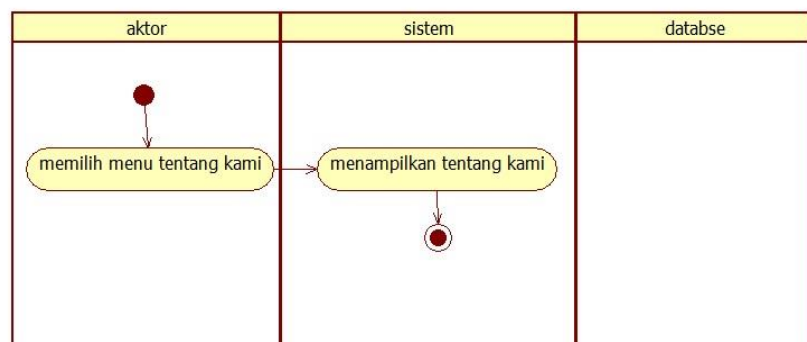 aktor
sistem
databse
memilih menu tentang kami
menampilkan tentang kami